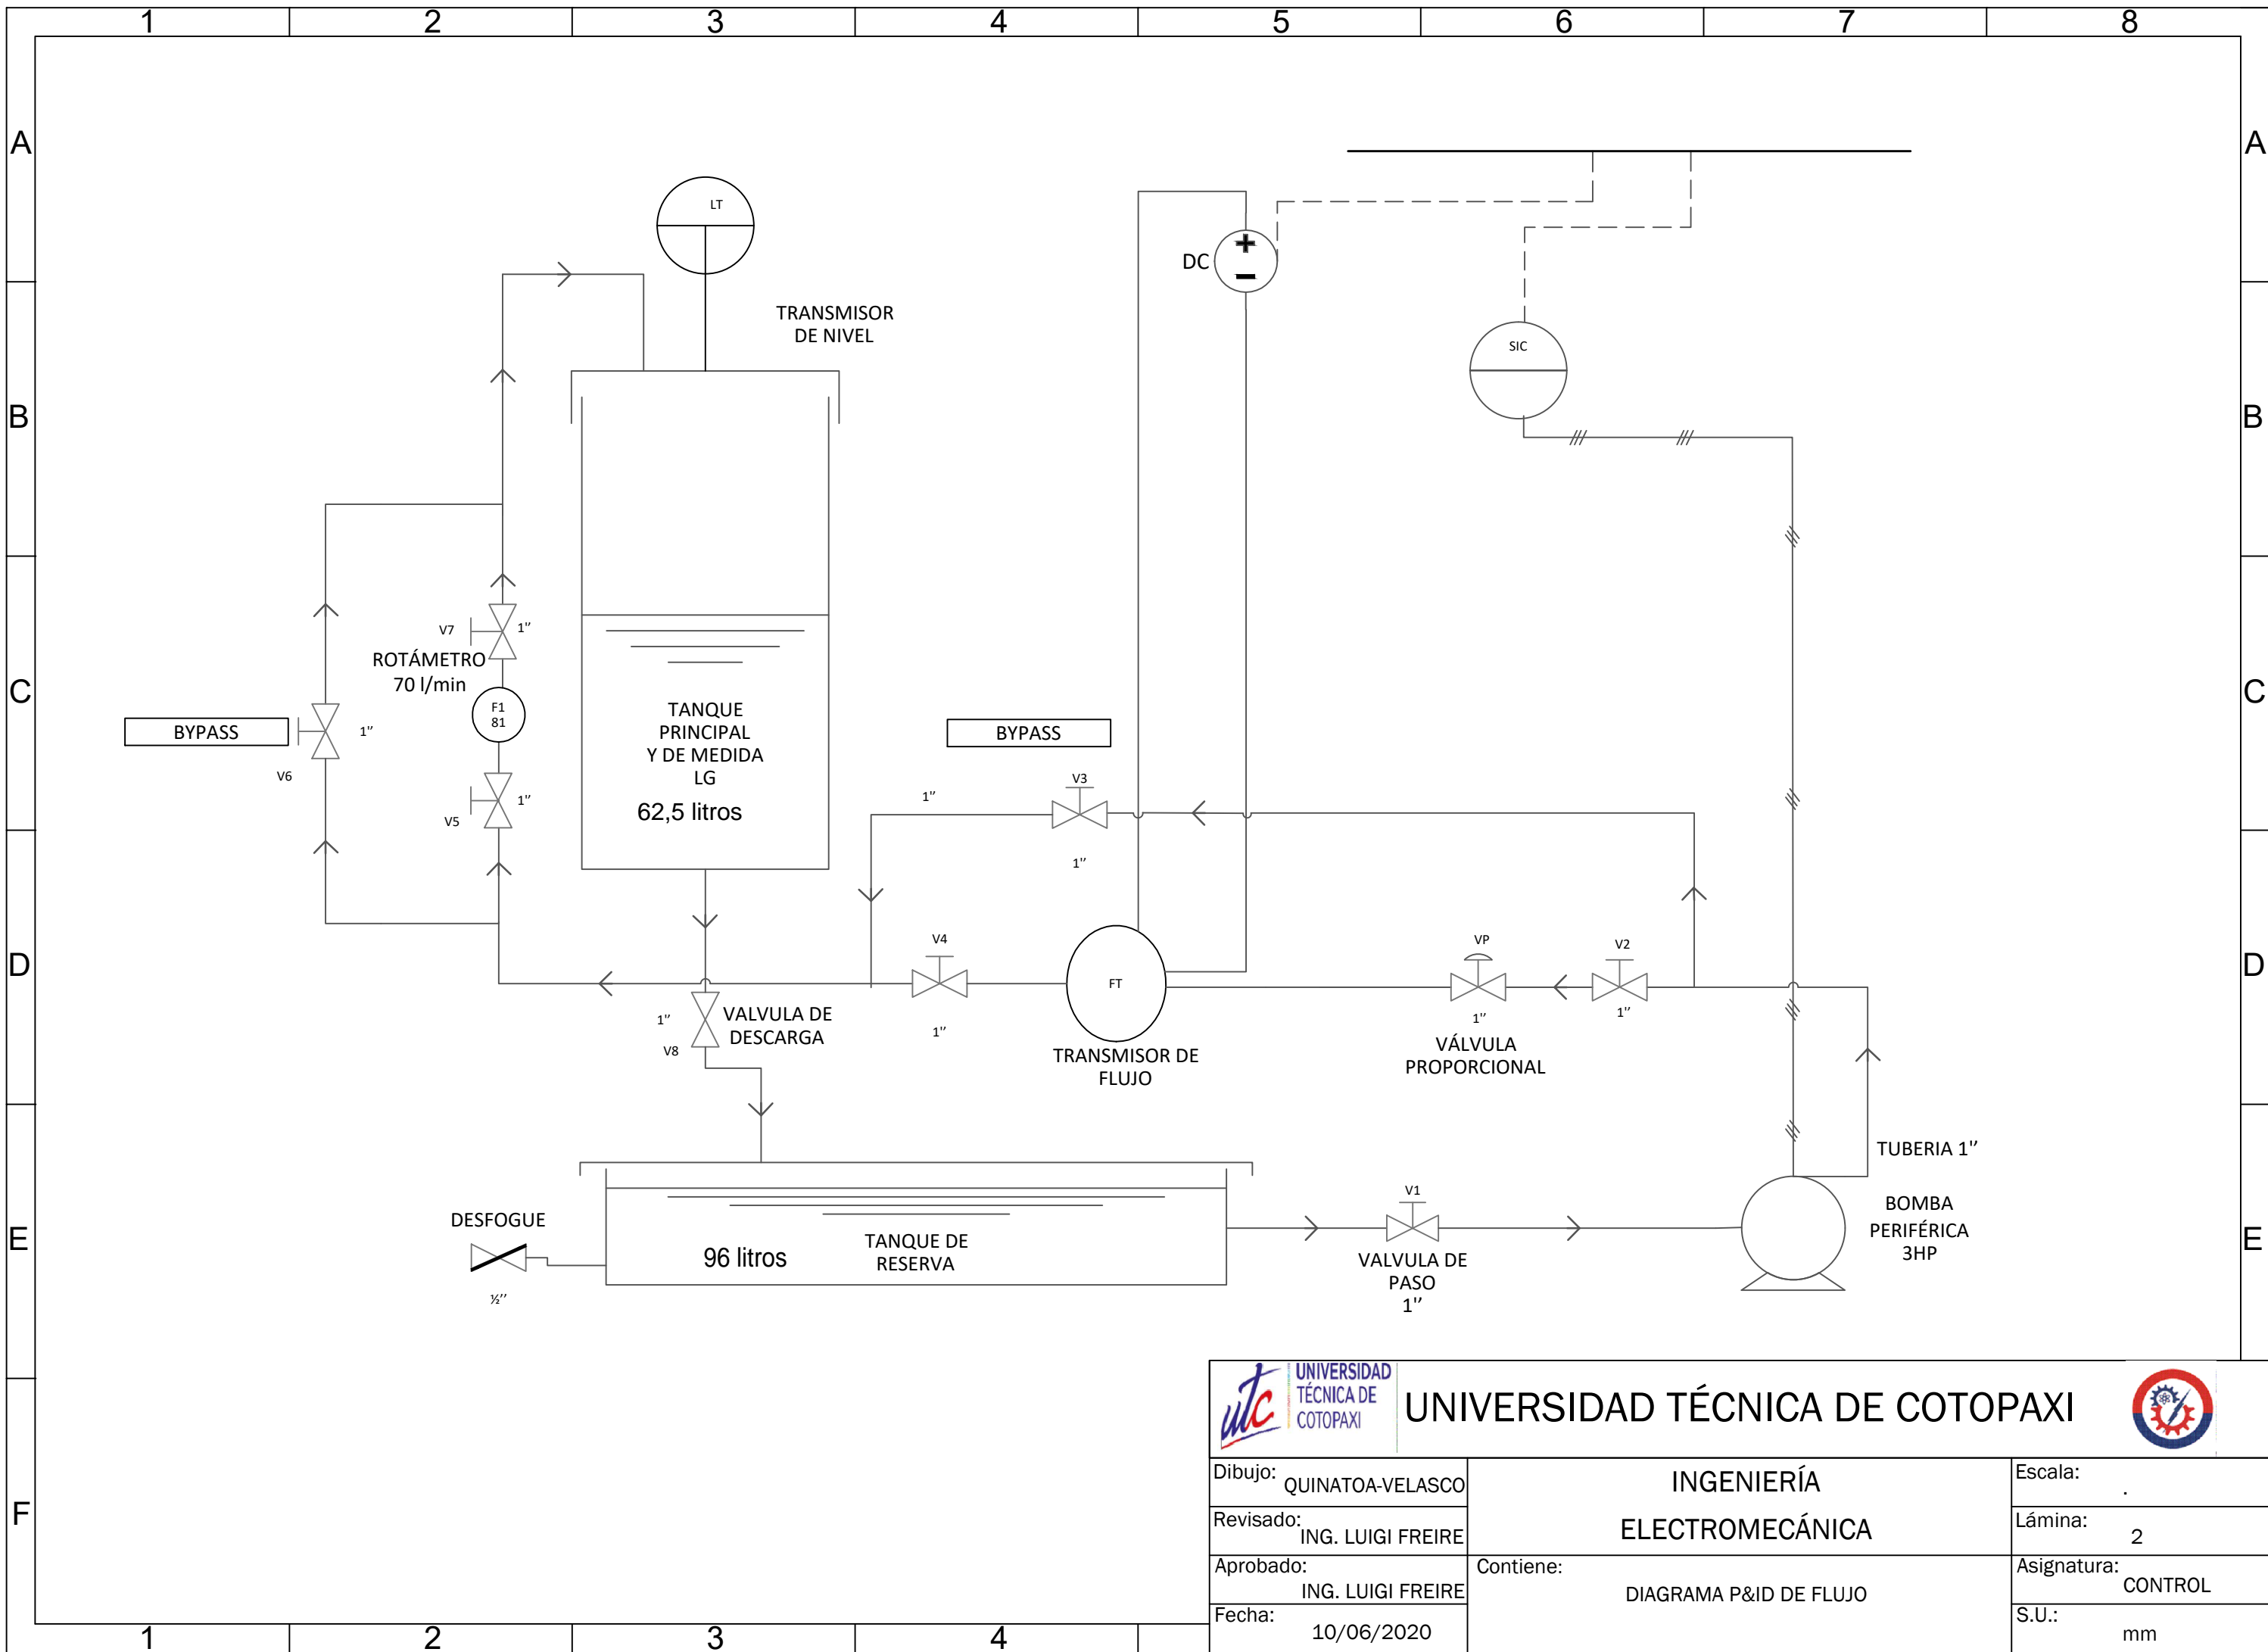 1 2 3 4 5 6 7 8
A A
LT
DC
TRANSMISOR
DE NIVEL
SIC
B B
V7 1''
ROTÁMETRO
70 l/min
F1
81
C C
BYPASS
1''
V6
1''
V5
TANQUE
PRINCIPAL
Y DE MEDIDA
LG
62,5 litros
BYPASS
V3
1''
1''
D D
V4
1''
FT
TRANSMISOR DE
FLUJO
VP
1''
VÁLVULA
PROPORCIONAL
V2
1''
1''
V8
VALVULA DE
DESCARGA
TUBERIA 1''
BOMBA
PERIFÉRICA
3HP
E E
DESFOGUE
½''
96 litros
TANQUE DE
RESERVA
V1
VALVULA DE
PASO
1''
F
utc
UNIVERSIDAD
TÉCNICA DE
COTOPAXI
UNIVERSIDAD TÉCNICA DE COTOPAXI
Dibujo: QUINATOA-VELASCO
Revisado: ING. LUIGI FREIRE
Aprobado: ING. LUIGI FREIRE
Fecha: 10/06/2020
INGENIERÍA
ELECTROMECÁNICA
Contiene:
DIAGRAMA P&ID DE FLUJO
Escala: .
Lámina: 2
Asignatura: CONTROL
S.U.: mm
1 2 3 4